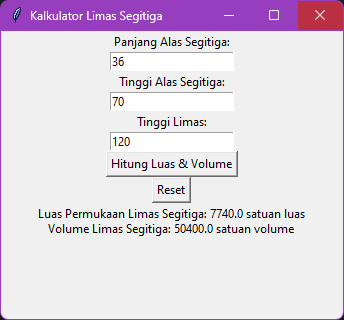 Kalkulator Limas Segitiga
Panjang Alas Segitiga:
36
Tinggi Alas Segitiga:
70
Tinggi Limas:
120
Hitung Luas & Volume
Reset
Luas Permukaan Limas Segitiga: 7740.0 satuan luas
Volume Limas Segitiga: 50400.0 satuan volume